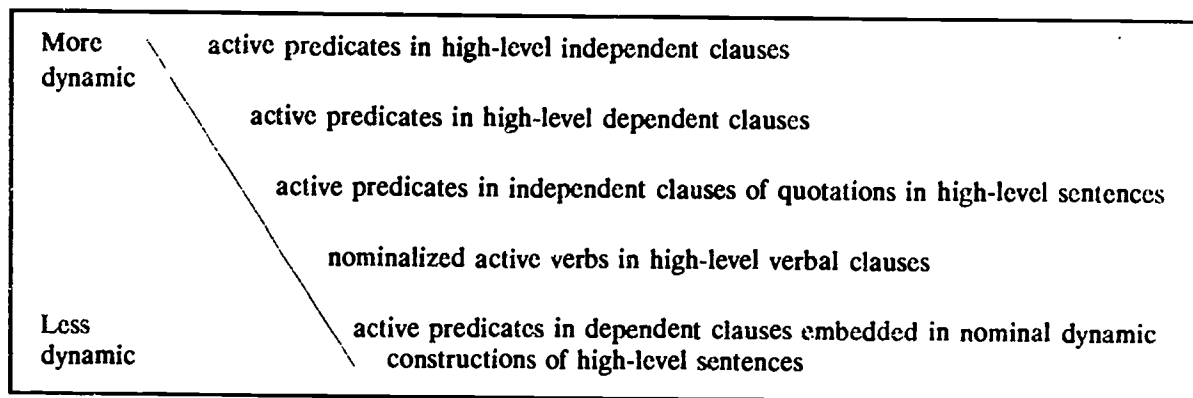 More
dynamic
active predicates in high-level independent clauses
active predicates in high-level dependent clauses
active predicates in independent clauses of quotations in high-level sentences
nominalized active verbs in high-level verbal clauses
Less
dynamic
active predicates in dependent clauses embedded in nominal dynamic
constructions of high-level sentences